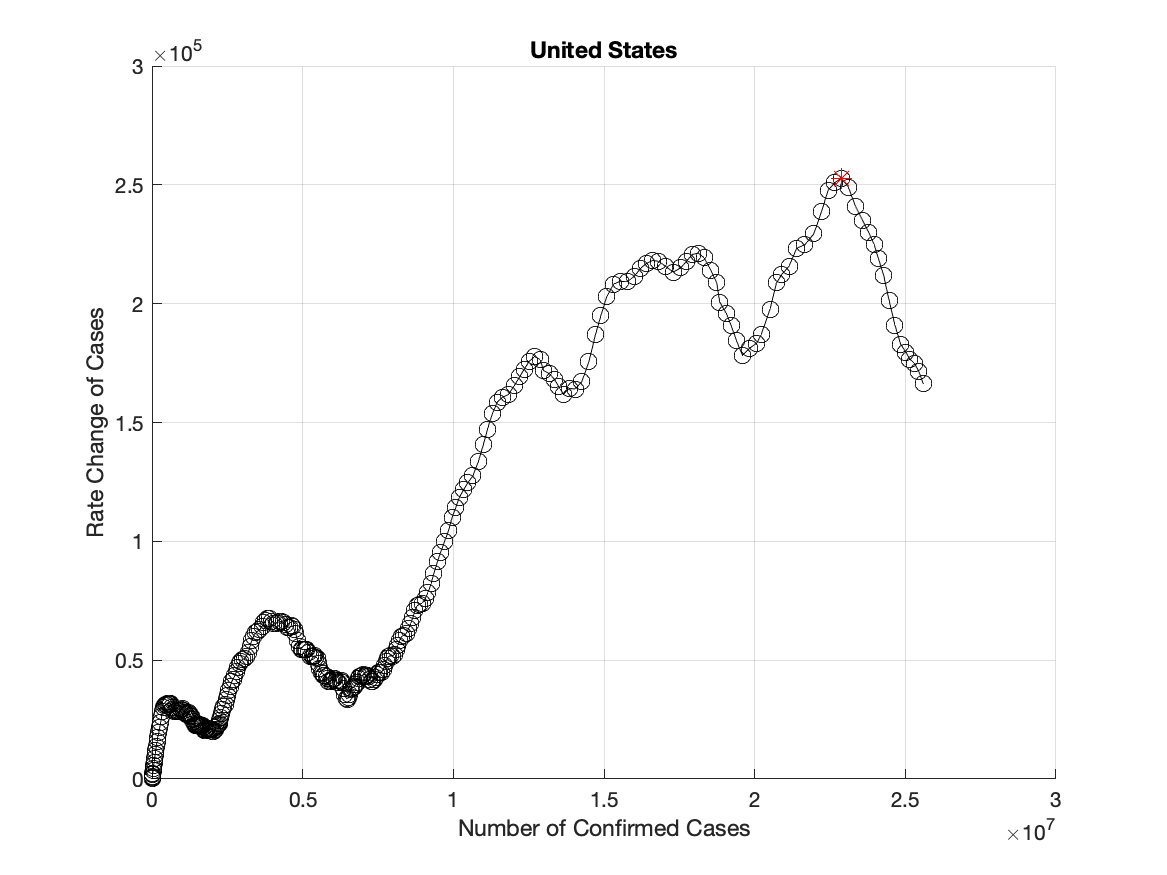 United States
×10^5
3
2.5
2
1.5
1
0.5
0
Rate Change of Cases
0 0.5 1 1.5 2 2.5 3
Number of Confirmed Cases
×10^7